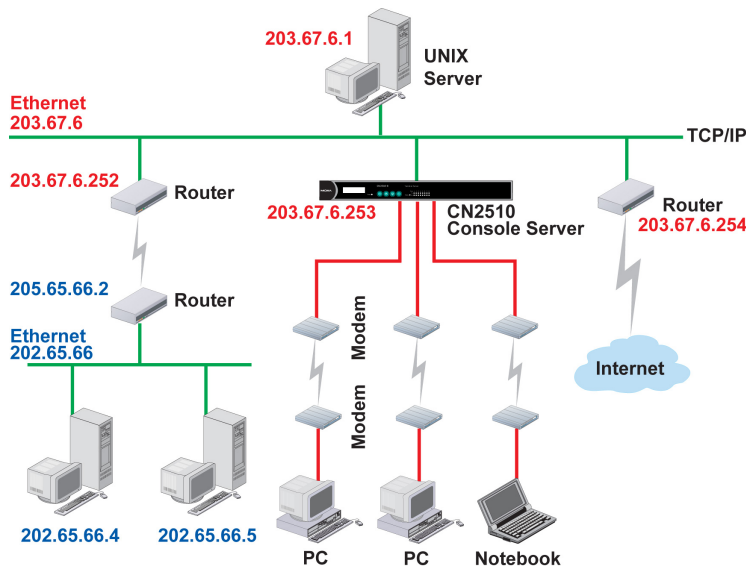 203.67.6.1
UNIX
Server
Ethernet
203.67.6
TCP/IP
203.67.6.252
Router
203.67.6.253
CN2510
Console Server
Router
203.67.6.254
205.65.66.2
Router
Ethernet
202.65.66
Modem
Modem
Internet
202.65.66.4
202.65.66.5
PC
PC
Notebook